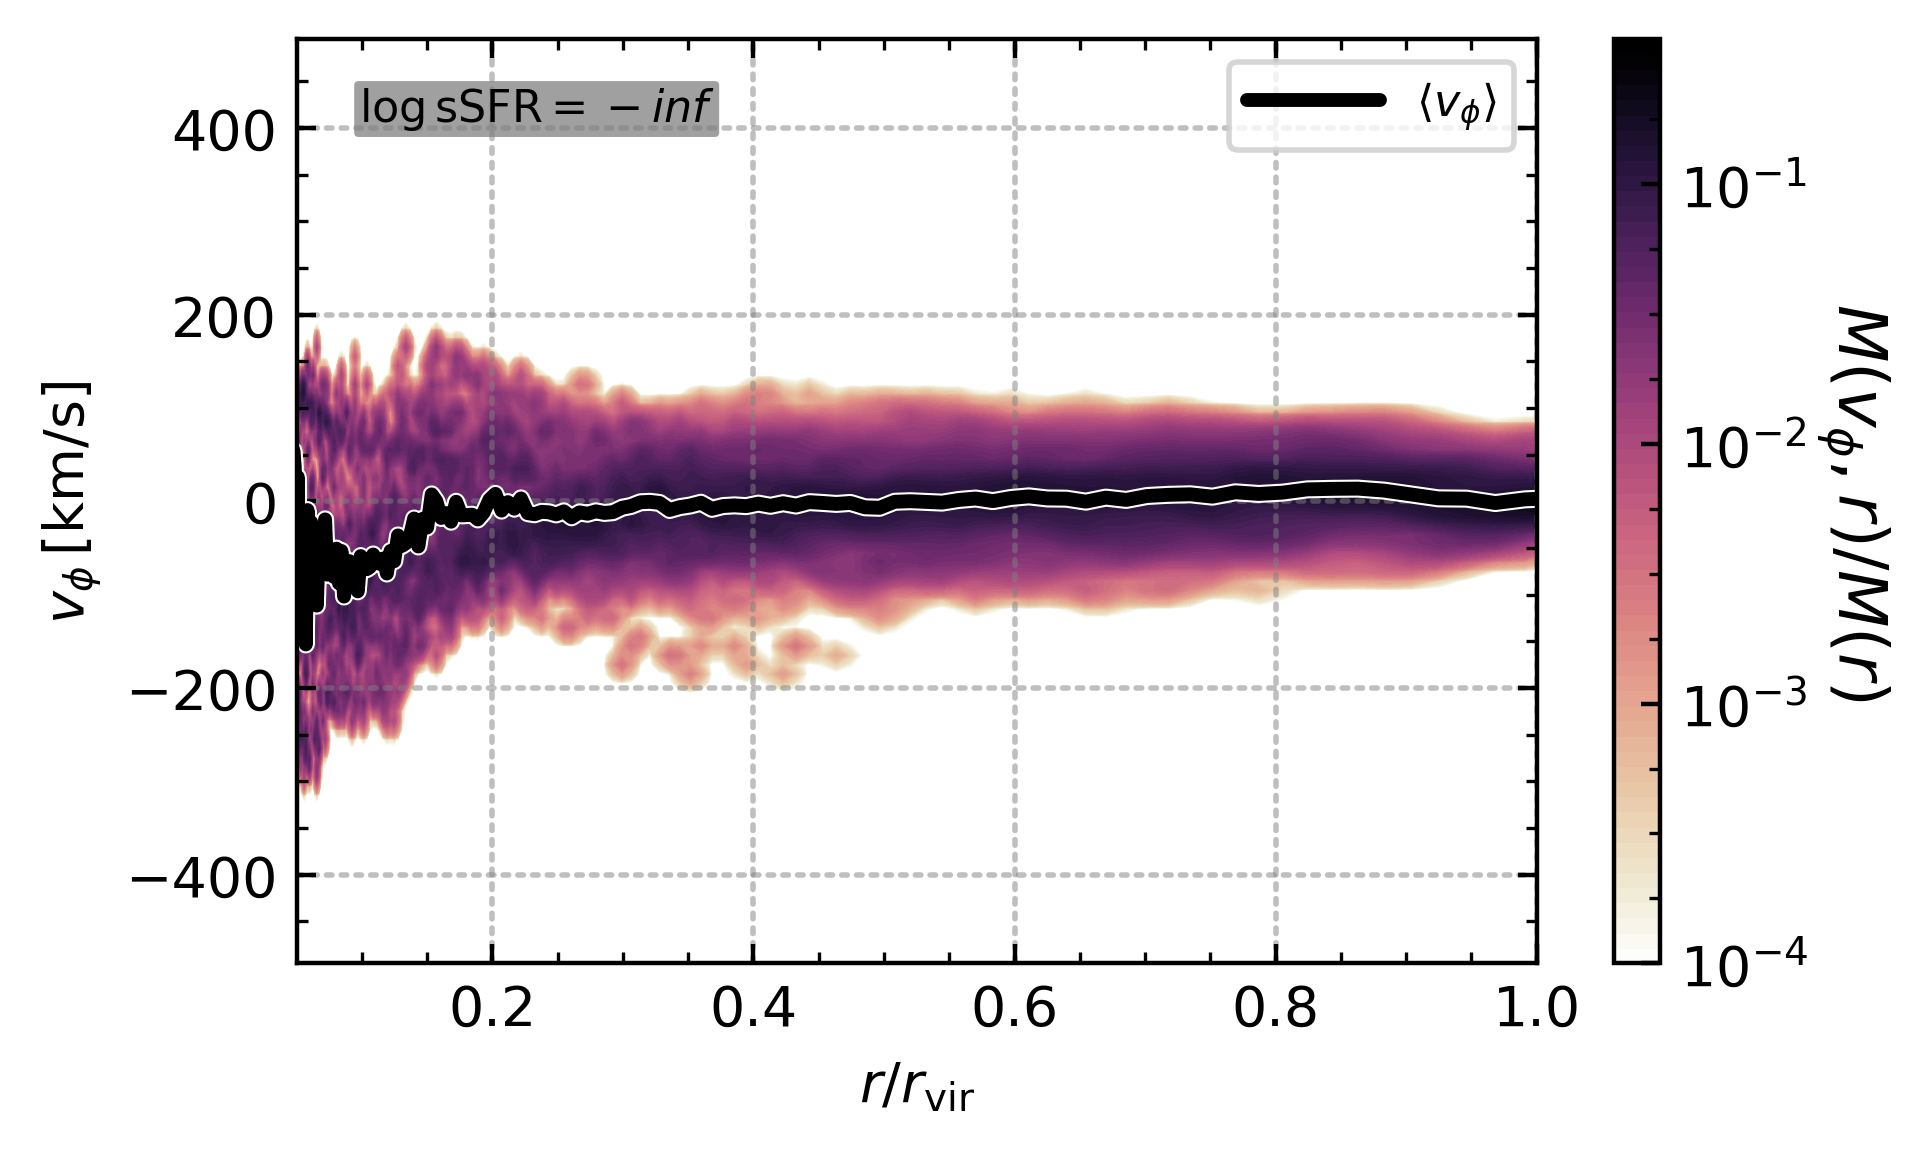 log sSFR = −inf
⟨v_ϕ⟩
400
200
0
−200
−400
v_ϕ [km/s]
0.2
0.4
0.6
0.8
1.0
r/r_vir
10⁻¹
10⁻²
10⁻³
10⁻⁴
M(v_ϕ, r)/M(r)